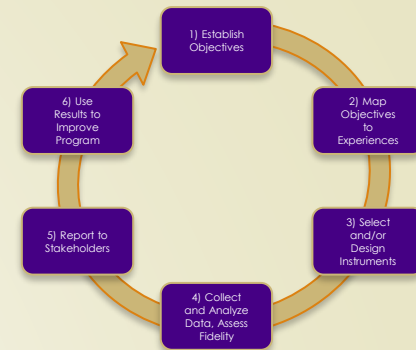 1) Establish
Objectives
2) Map
Objectives
to
Experiences
3) Select
and/or
Design
Instruments
4) Collect
and Analyze
Data, Assess
Fidelity
5) Report to
Stakeholders
6) Use
Results to
Improve
Program